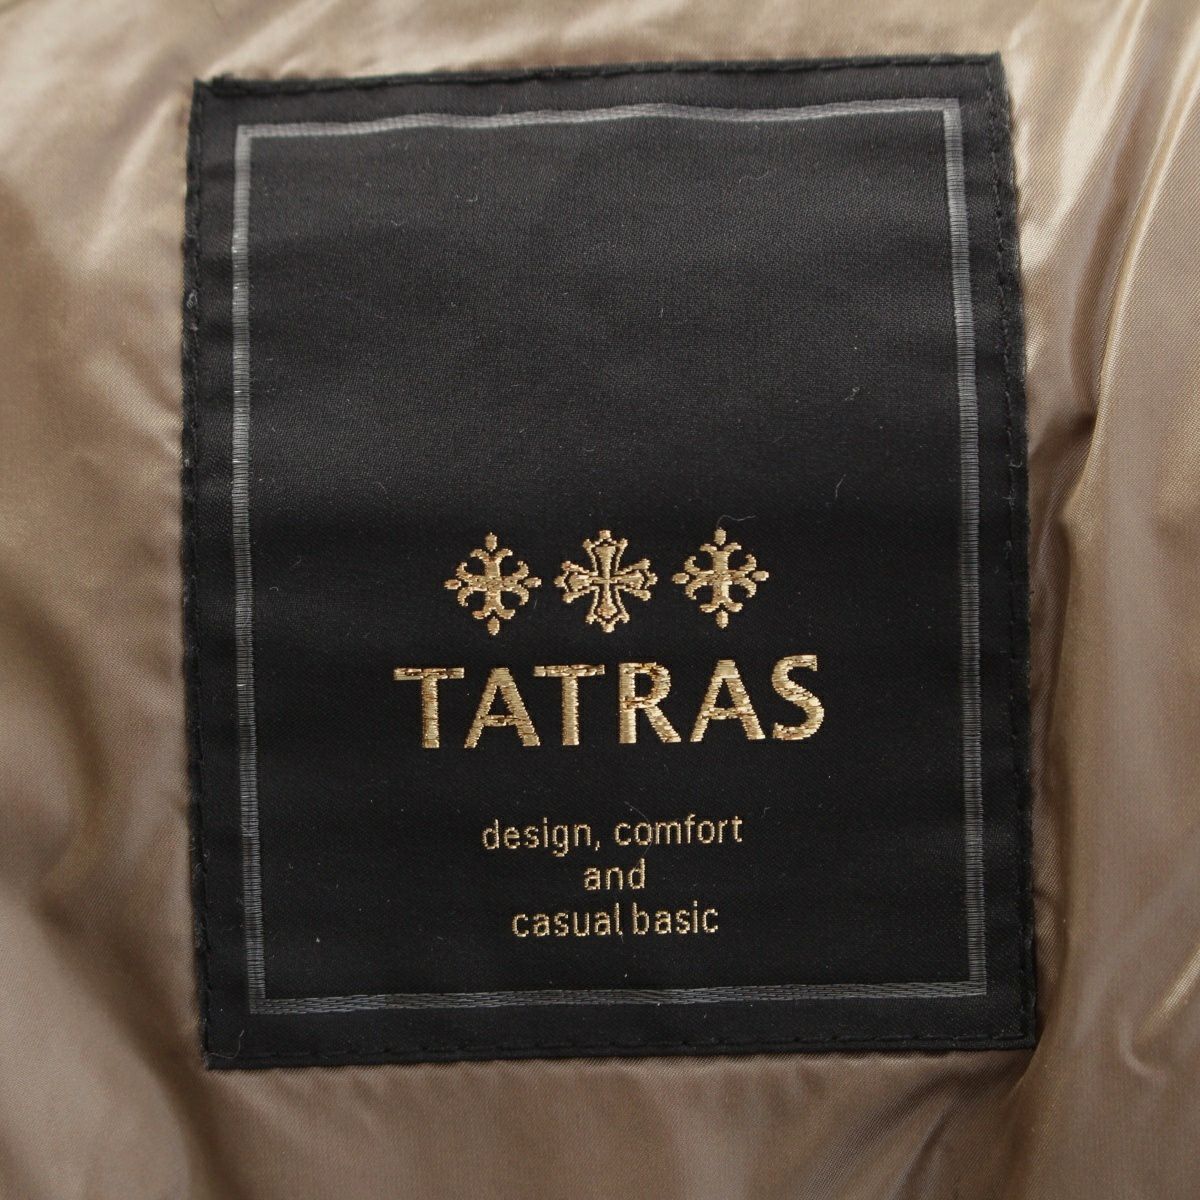 TATRAS
design, comfort
and
casual basic